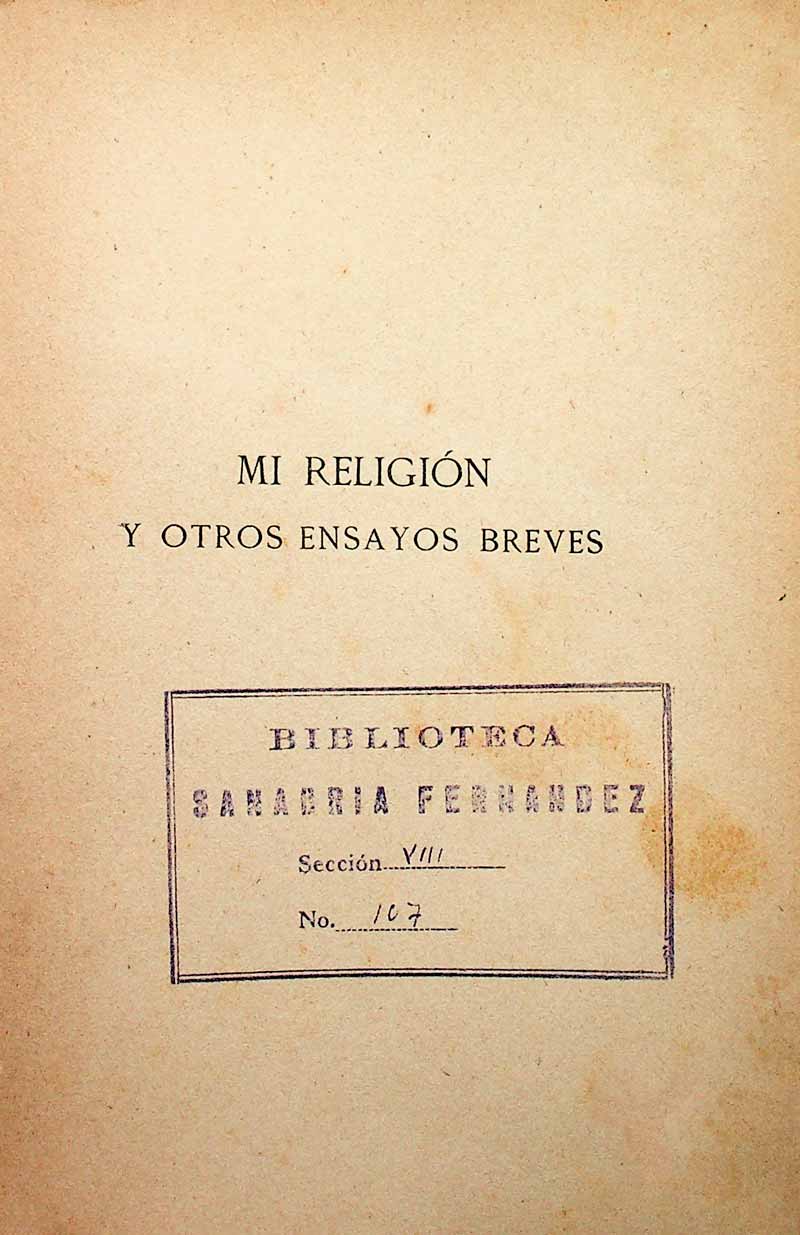 MI RELIGIÓN
Y OTROS ENSAYOS BREVES
BIBLIOTECA
SANABRIA FERNANDEZ
Sección VIII
No. 107